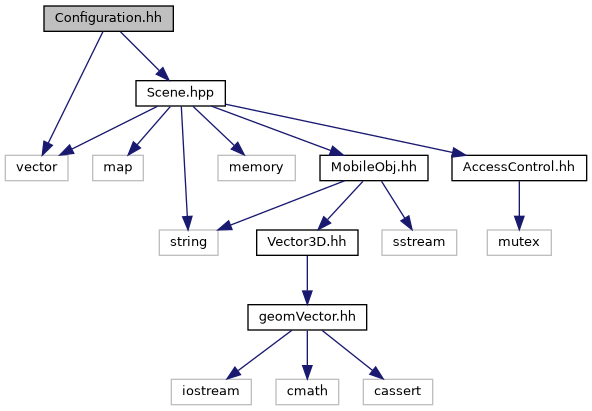 Configuration.hh
Scene.hpp
vector
map
memory
MobileObj.hh
AccessControl.hh
string
Vector3D.hh
sstream
mutex
geomVector.hh
iostream
cmath
cassert